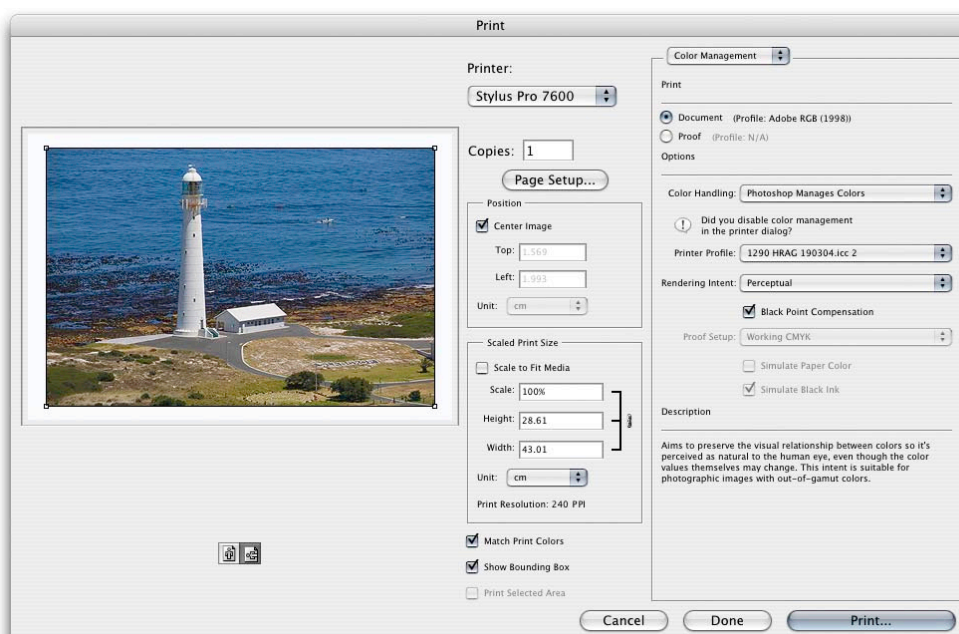 Print
Printer:
Stylus Pro 7600
Copies: 1
Page Setup...
Position
Center Image
Top: 1.569
Left: 1.993
Unit: cm
Scaled Print Size
Scale to Fit Media
Scale: 100%
Height: 28.61
Width: 43.01
Unit: cm
Print Resolution: 240 PPI
Match Print Colors
Show Bounding Box
Print Selected Area
Color Management
Print
Document (Profile: Adobe RGB (1998))
Proof (Profile: N/A)
Options
Color Handling: Photoshop Manages Colors
Did you disable color management
in the printer dialog?
Printer Profile: 1290 HRAG 190304.icc 2
Rendering Intent: Perceptual
Black Point Compensation
Proof Setup: Working CMYK
Simulate Paper Color
Simulate Black Ink
Description
Aims to preserve the visual relationship between colors so it's
perceived as natural to the human eye, even though the color
values themselves may change. This intent is suitable for
photographic images with out-of-gamut colors.
Cancel
Done
Print...